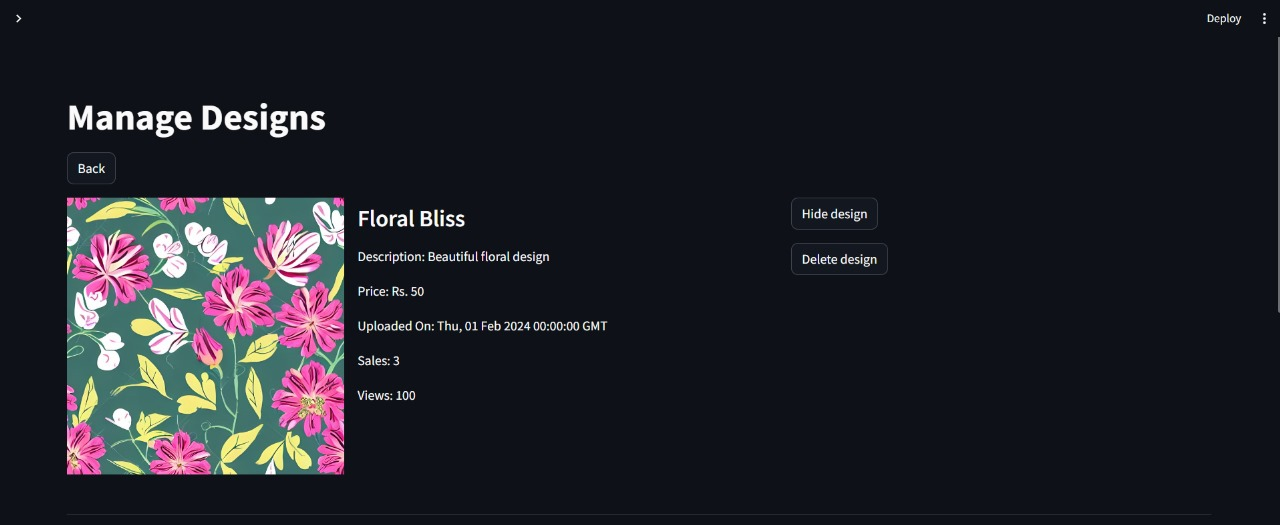 Deploy
Manage Designs
Back
Floral Bliss
Description: Beautiful floral design
Price: Rs. 50
Uploaded On: Thu, 01 Feb 2024 00:00:00 GMT
Sales: 3
Views: 100
Hide design
Delete design